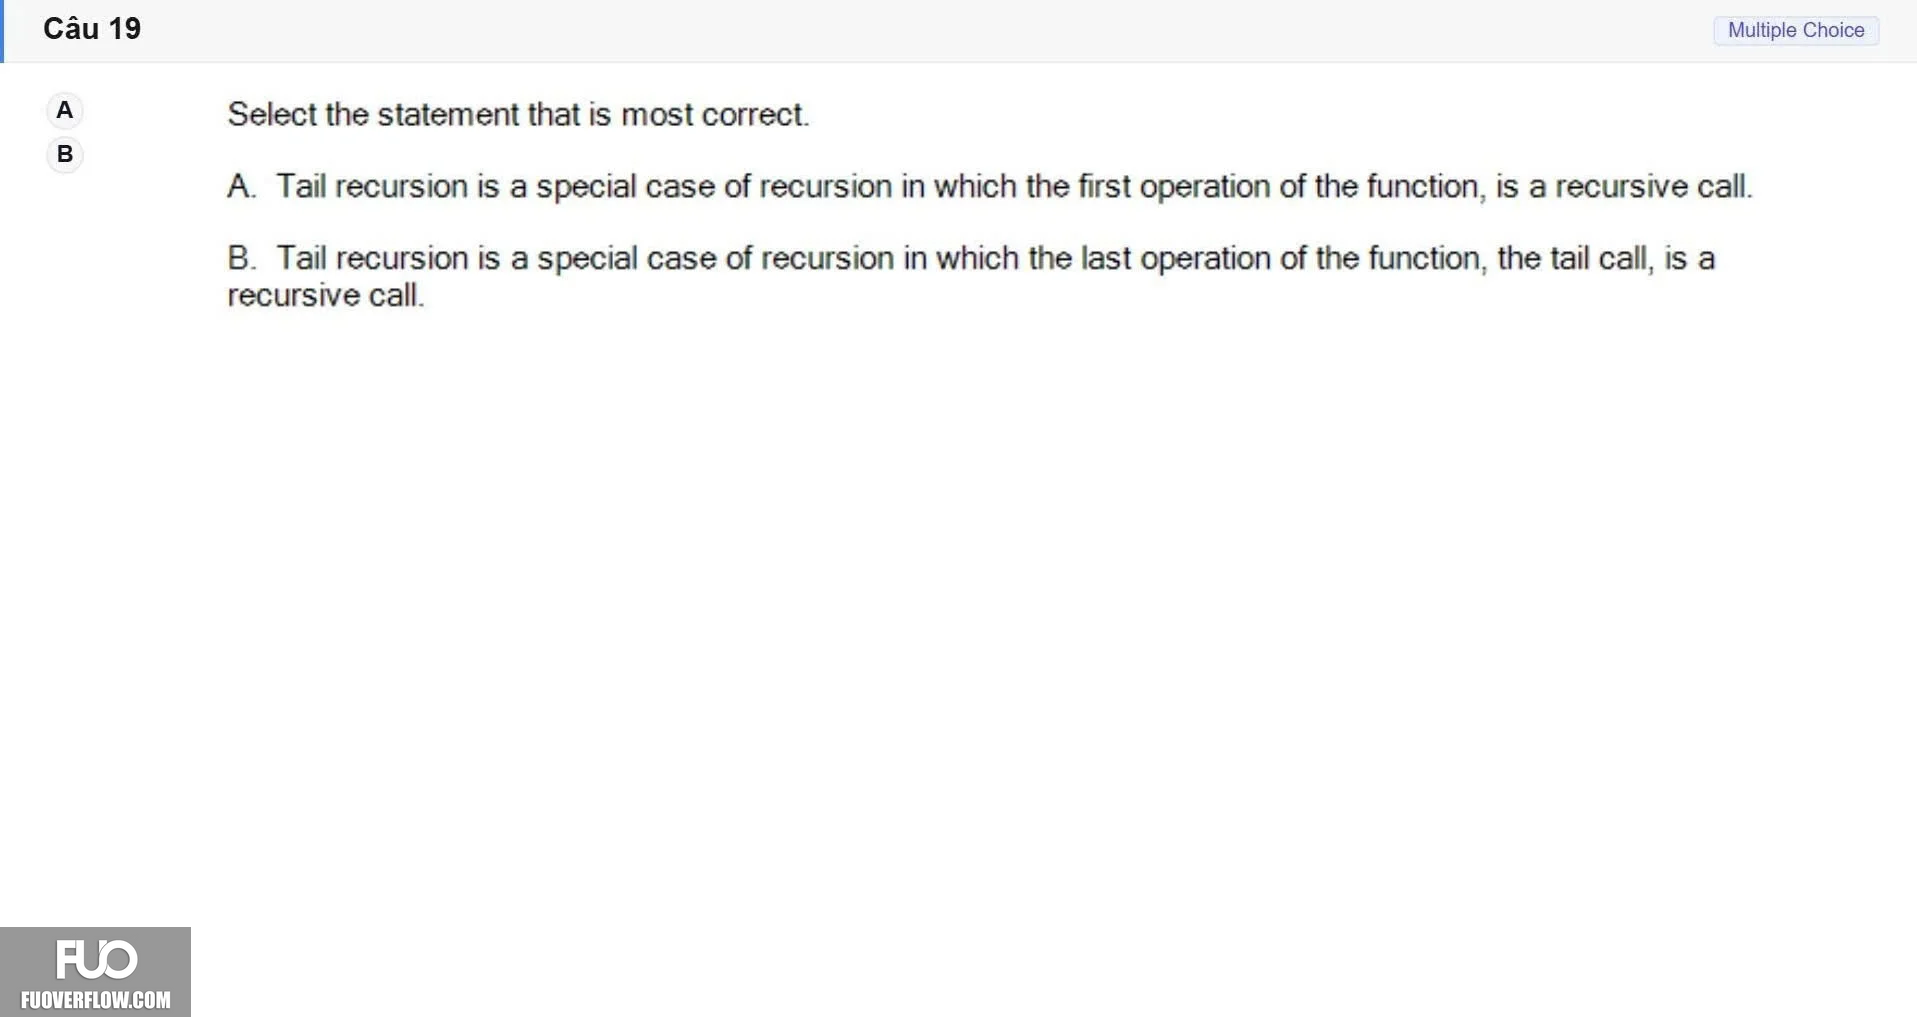 Câu 19
Multiple Choice
A
B
Select the statement that is most correct.
A. Tail recursion is a special case of recursion in which the first operation of the function, is a recursive call.
B. Tail recursion is a special case of recursion in which the last operation of the function, the tail call, is a
recursive call.
FUO
FUOVERFLOW.COM